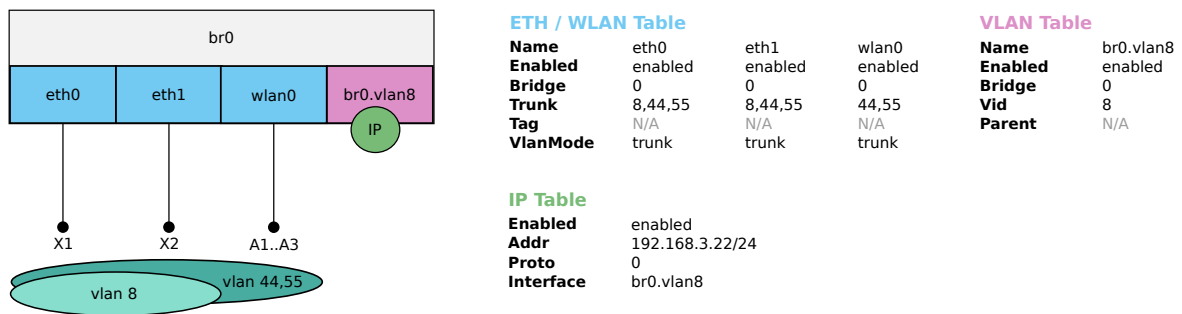 br0
eth0 eth1 wlan0 br0.vlan8
IP
X1 X2 A1..A3
vlan 44,55
vlan 8
ETH / WLAN Table
Name eth0 eth1 wlan0
Enabled enabled enabled enabled
Bridge 0 0 0
Trunk 8,44,55 8,44,55 44,55
Tag N/A N/A N/A
VlanMode trunk trunk trunk
VLAN Table
Name br0.vlan8
Enabled enabled
Bridge 0
Vid 8
Parent N/A
IP Table
Enabled enabled
Addr 192.168.3.22/24
Proto 0
Interface br0.vlan8